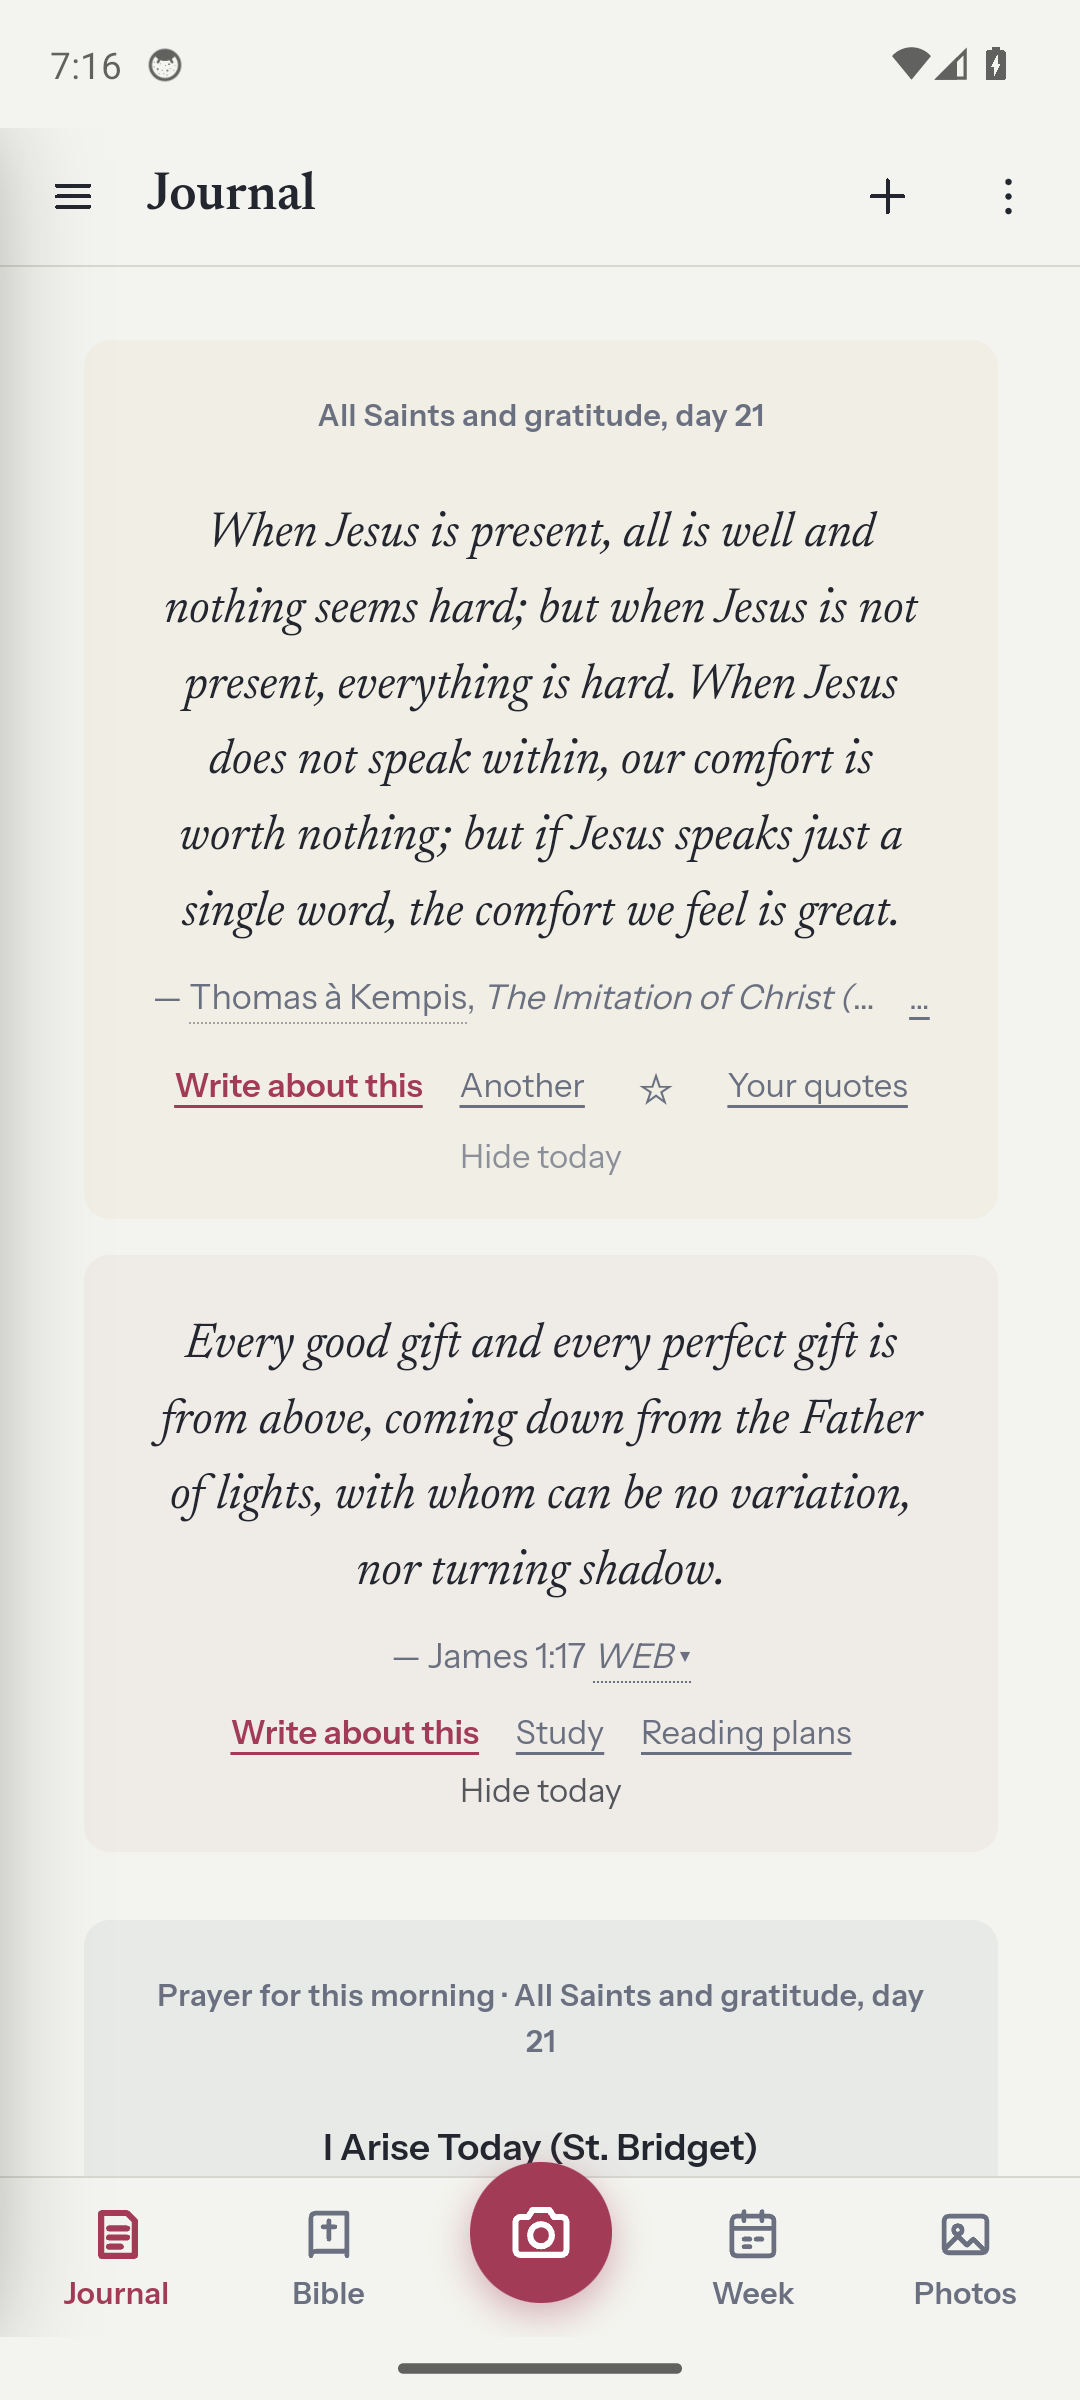 7:16
Journal
All Saints and gratitude, day 21
When Jesus is present, all is well and
nothing seems hard; but when Jesus is not
present, everything is hard. When Jesus
does not speak within, our comfort is
worth nothing; but if Jesus speaks just a
single word, the comfort we feel is great.
— Thomas à Kempis, The Imitation of Christ (... ...
Write about this Another ☆ Your quotes
Hide today
Every good gift and every perfect gift is
from above, coming down from the Father
of lights, with whom can be no variation,
nor turning shadow.
— James 1:17 WEB ▾
Write about this Study Reading plans
Hide today
Prayer for this morning · All Saints and gratitude, day
21
I Arise Today (St. Bridget)
Journal Bible Week Photos